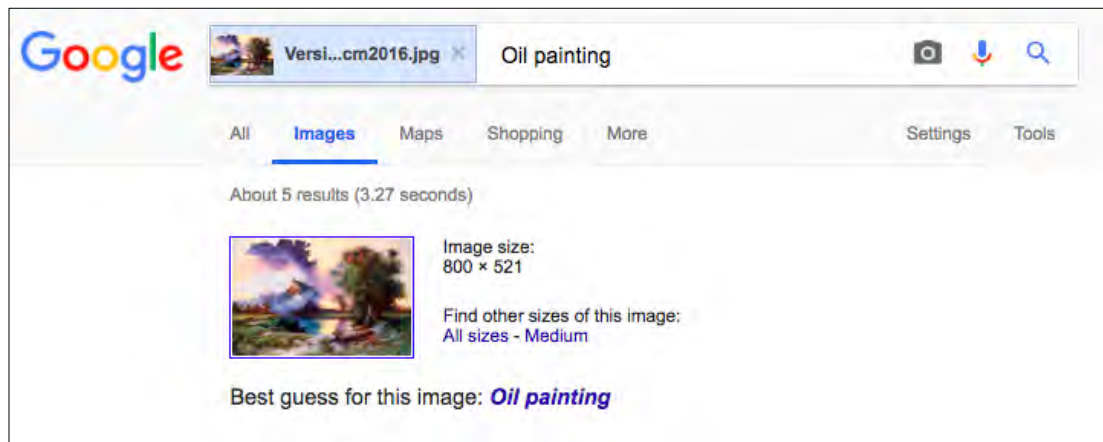 Google Versi...cm2016.jpg × Oil painting
All Images Maps Shopping More Settings Tools
About 5 results (3.27 seconds)
Image size:
800 × 521
Find other sizes of this image:
All sizes - Medium
Best guess for this image: Oil painting